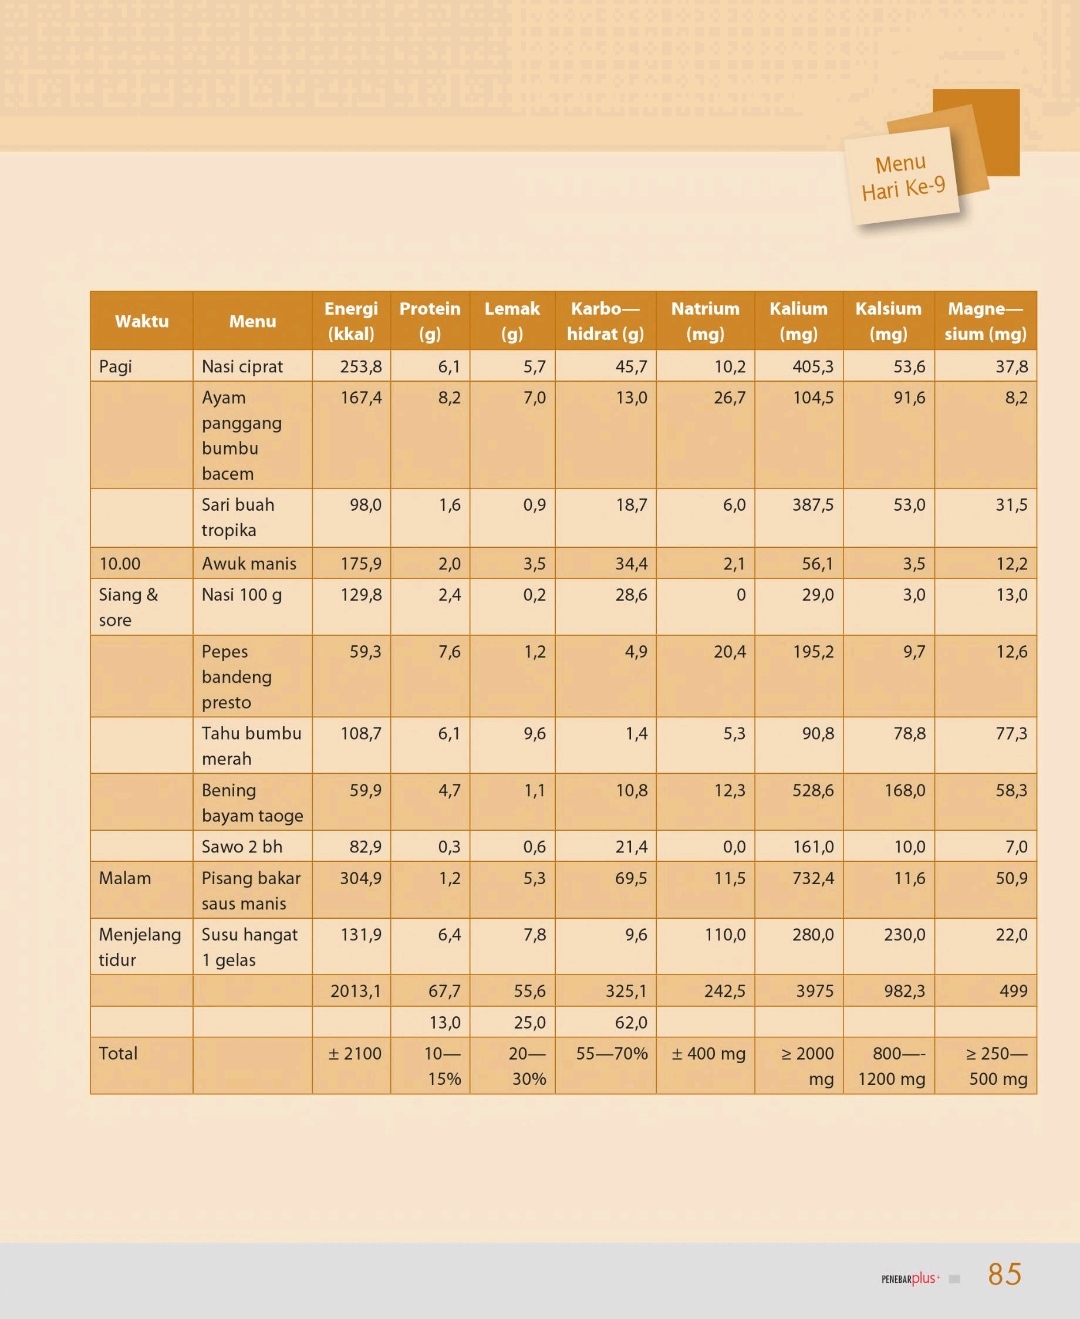 Menu
Hari Ke-9
Waktu Menu Energi (kkal) Protein (g) Lemak (g) Karbo— hidrat (g) Natrium (mg) Kalium (mg) Kalsium (mg) Magne— sium (mg)
Pagi Nasi ciprat 253,8 6,1 5,7 45,7 10,2 405,3 53,6 37,8
Ayam panggang bumbu bacem 167,4 8,2 7,0 13,0 26,7 104,5 91,6 8,2
Sari buah tropika 98,0 1,6 0,9 18,7 6,0 387,5 53,0 31,5
10.00 Awuk manis 175,9 2,0 3,5 34,4 2,1 56,1 3,5 12,2
Siang & sore Nasi 100 g 129,8 2,4 0,2 28,6 0 29,0 3,0 13,0
Pepes bandeng presto 59,3 7,6 1,2 4,9 20,4 195,2 9,7 12,6
Tahu bumbu merah 108,7 6,1 9,6 1,4 5,3 90,8 78,8 77,3
Bening bayam taoge 59,9 4,7 1,1 10,8 12,3 528,6 168,0 58,3
Sawo 2 bh 82,9 0,3 0,6 21,4 0,0 161,0 10,0 7,0
Malam Pisang bakar saus manis 304,9 1,2 5,3 69,5 11,5 732,4 11,6 50,9
Menjelang tidur Susu hangat 1 gelas 131,9 6,4 7,8 9,6 110,0 280,0 230,0 22,0
2013,1 67,7 55,6 325,1 242,5 3975 982,3 499
13,0 25,0 62,0
Total ± 2100 10— 15% 20— 30% 55—70% ± 400 mg ≥ 2000 mg 800—- 1200 mg ≥ 250— 500 mg
PENEBAR plus+ 85